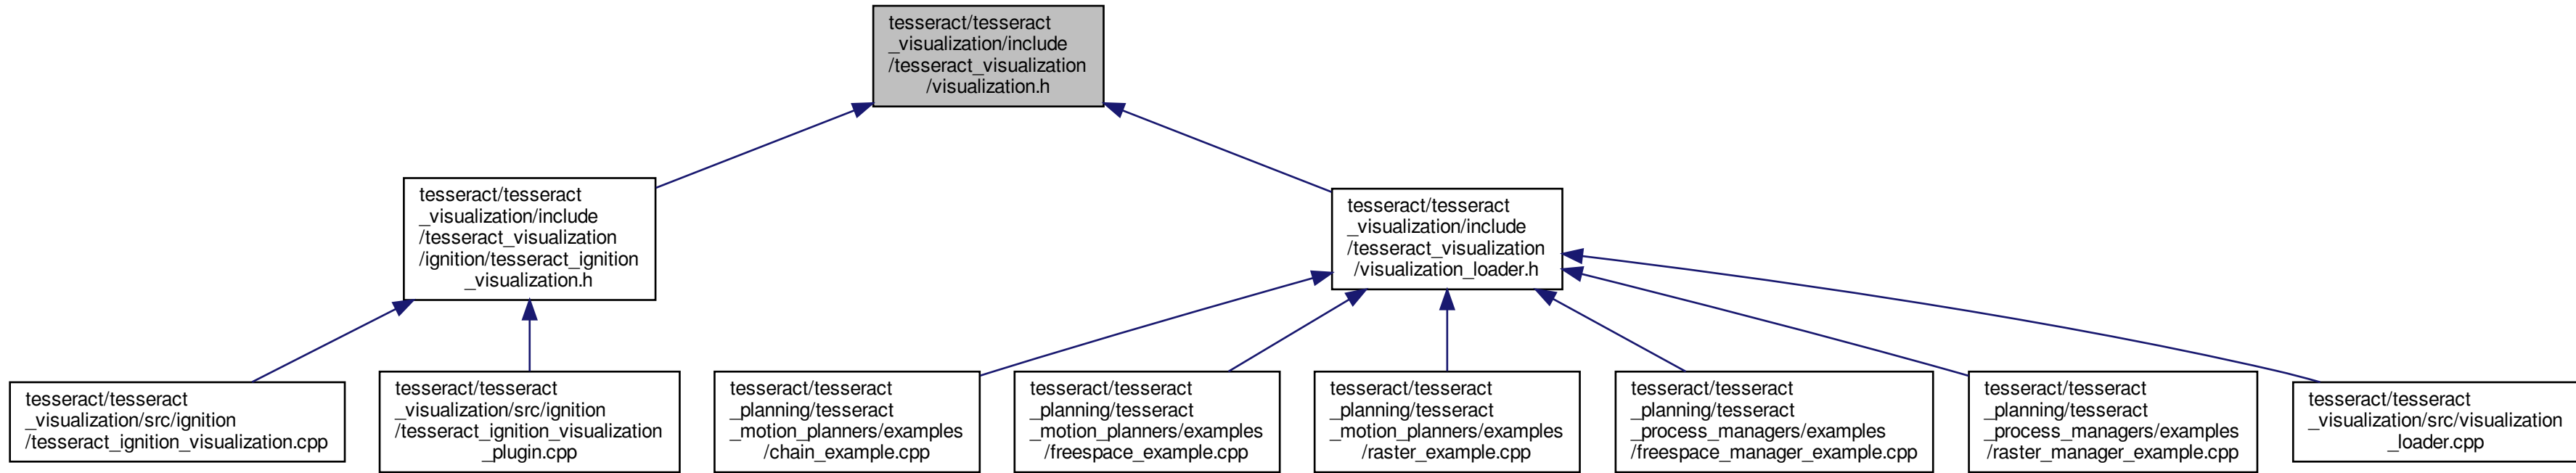 tesseract/tesseract
_visualization/include
/tesseract_visualization
/visualization.h
tesseract/tesseract
_visualization/include
/tesseract_visualization
/ignition/tesseract_ignition
_visualization.h
tesseract/tesseract
_visualization/include
/tesseract_visualization
/visualization_loader.h
tesseract/tesseract
_visualization/src/ignition
/tesseract_ignition_visualization.cpp
tesseract/tesseract
_visualization/src/ignition
/tesseract_ignition_visualization
_plugin.cpp
tesseract/tesseract
_planning/tesseract
_motion_planners/examples
/chain_example.cpp
tesseract/tesseract
_planning/tesseract
_motion_planners/examples
/freespace_example.cpp
tesseract/tesseract
_planning/tesseract
_motion_planners/examples
/raster_example.cpp
tesseract/tesseract
_planning/tesseract
_process_managers/examples
/freespace_manager_example.cpp
tesseract/tesseract
_planning/tesseract
_process_managers/examples
/raster_manager_example.cpp
tesseract/tesseract
_visualization/src/visualization
_loader.cpp